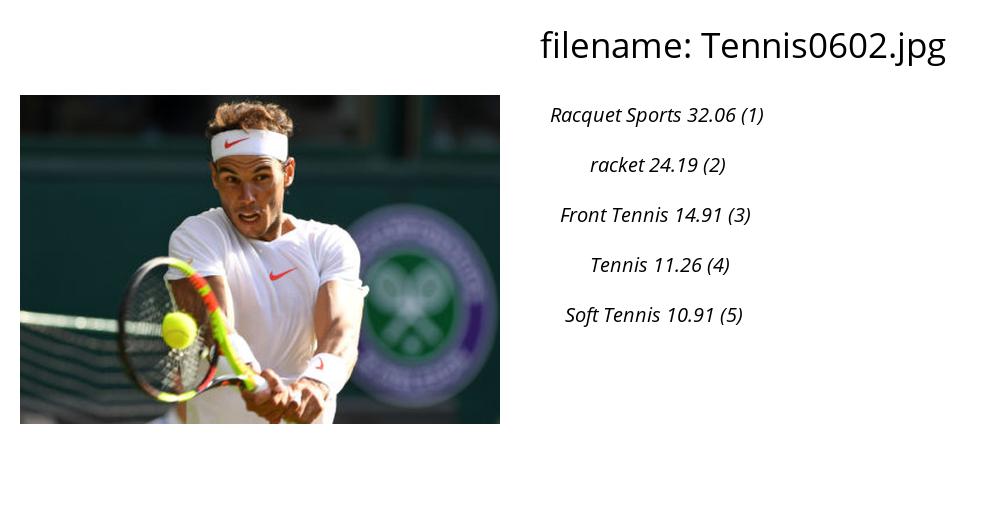 filename: Tennis0602.jpg
Racquet Sports 32.06 (1)
racket 24.19 (2)
Front Tennis 14.91 (3)
Tennis 11.26 (4)
Soft Tennis 10.91 (5)